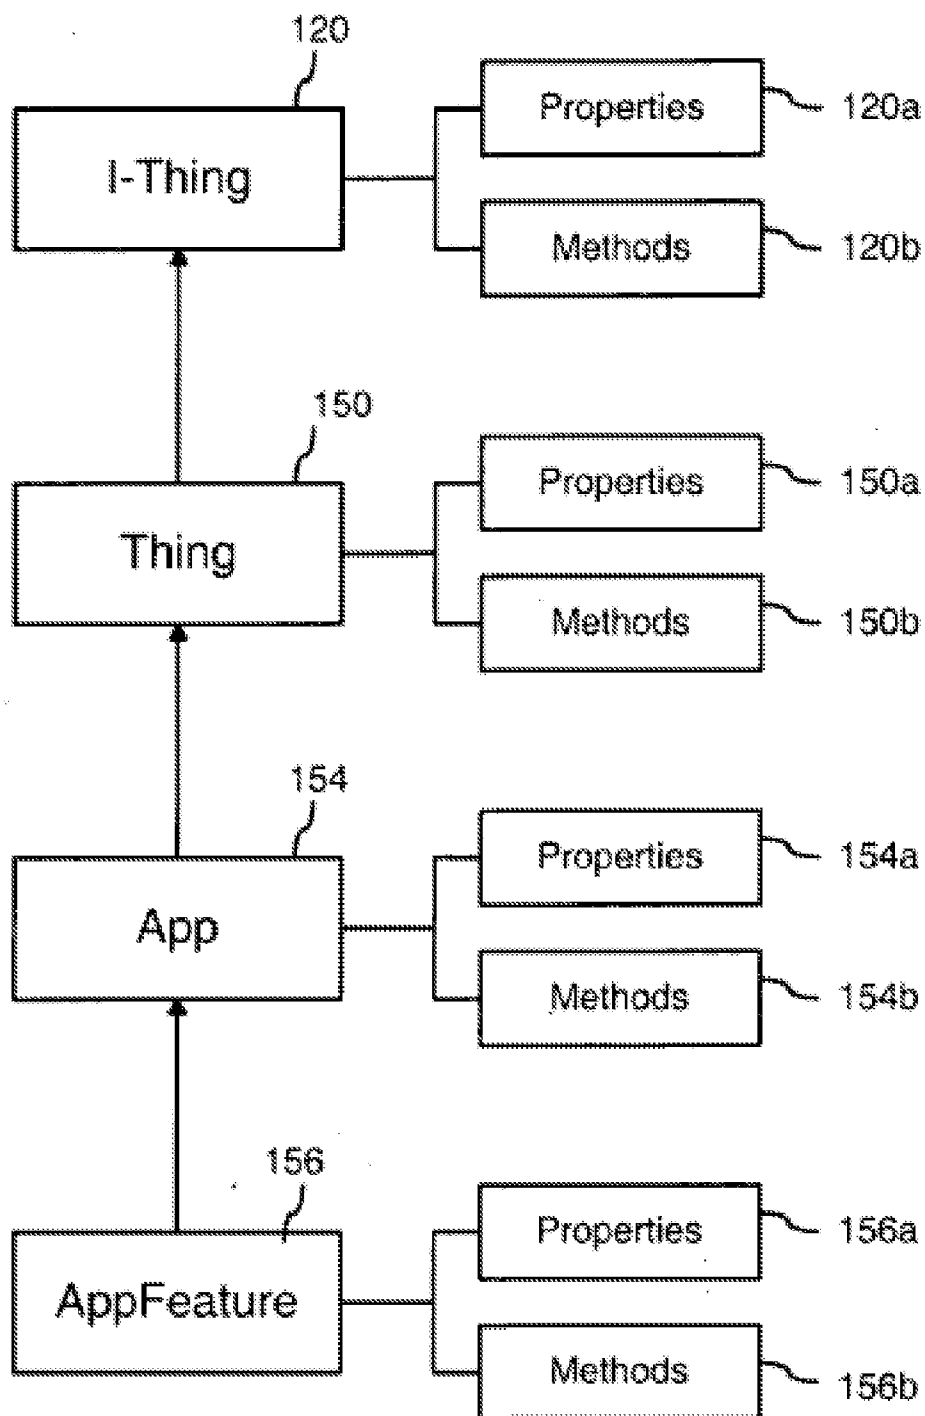 120
I-Thing
Properties
120a
Methods
120b
150
Thing
Properties
150a
Methods
150b
154
App
Properties
154a
Methods
154b
156
AppFeature
Properties
156a
Methods
156b